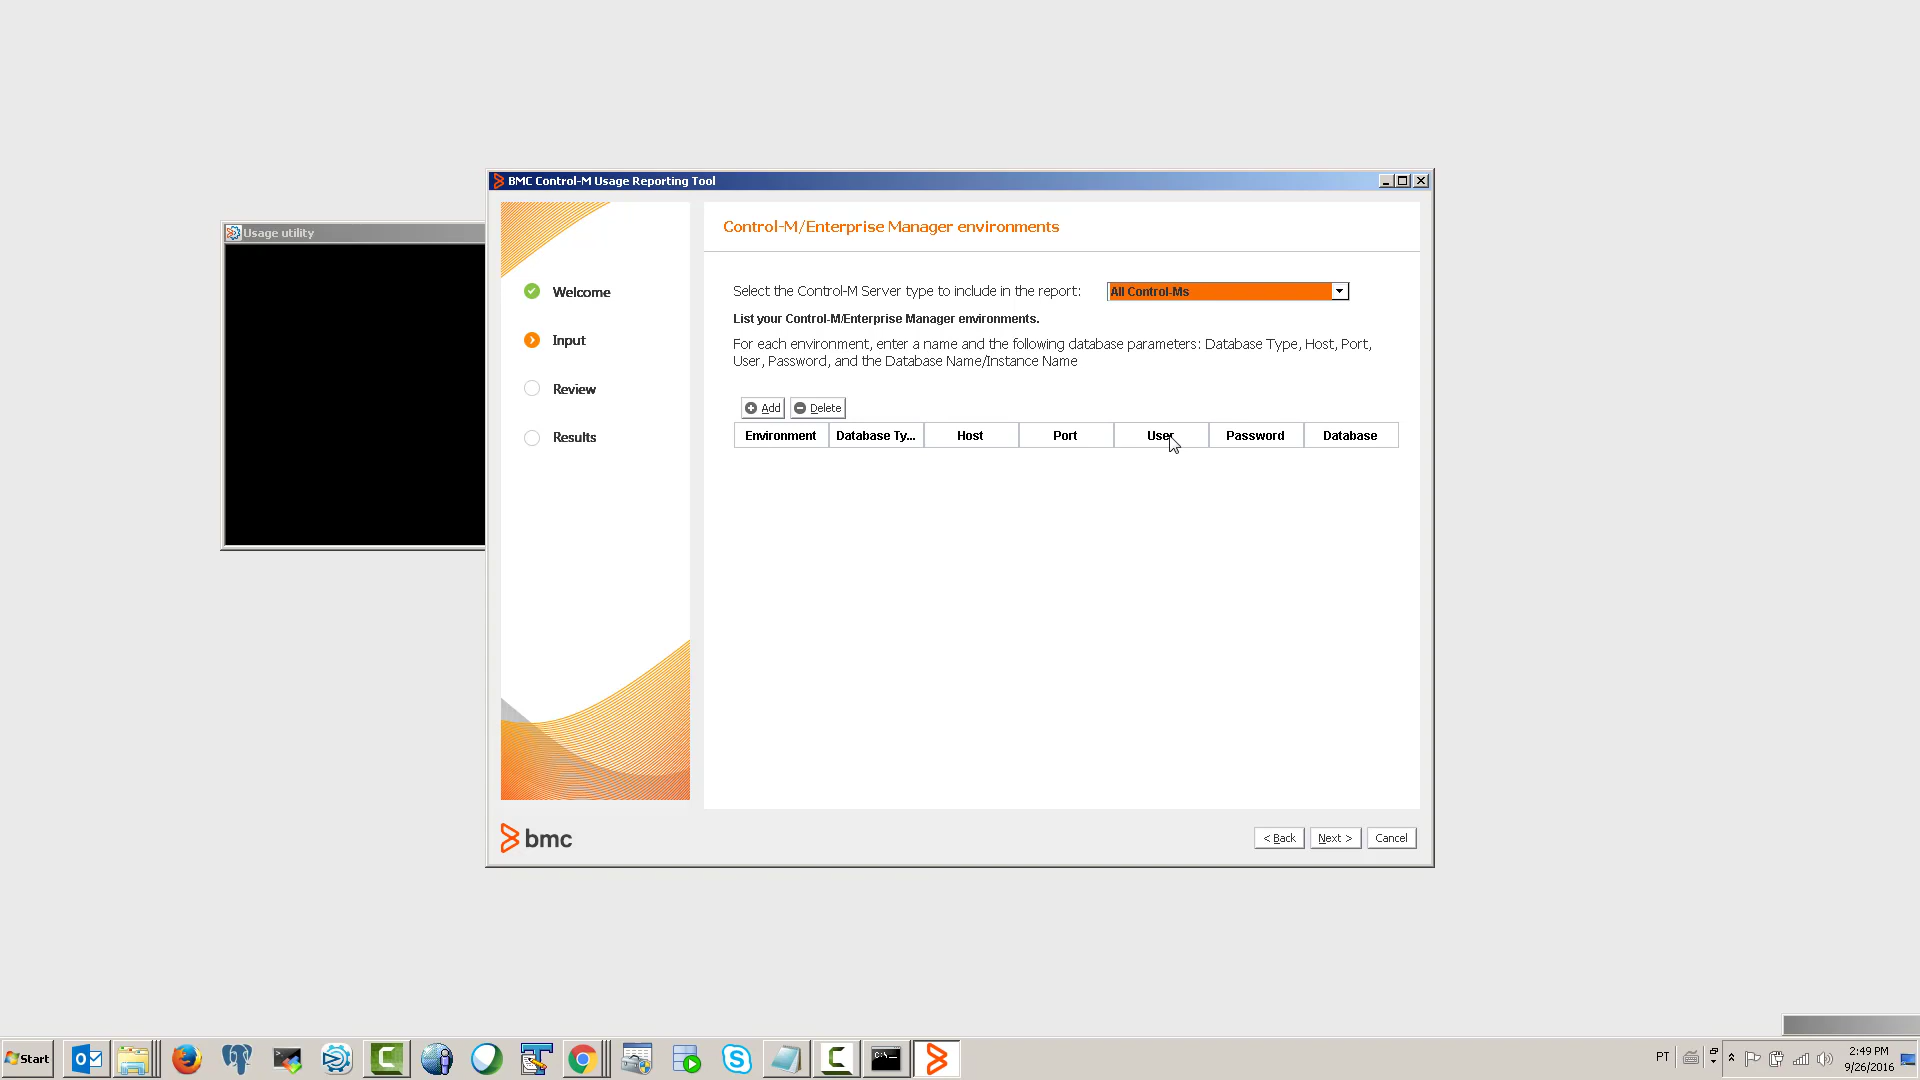 BMC Control-M Usage Reporting Tool
Usage utility
Control-M/Enterprise Manager environments
Welcome
Input
Review
Results
Select the Control-M Server type to include in the report:
All Control-Ms
List your Control-M/Enterprise Manager environments.
For each environment, enter a name and the following database parameters: Database Type, Host, Port,
User, Password, and the Database Name/Instance Name
Add
Delete
Environment
Database Ty...
Host
Port
User
Password
Database
bmc
< Back
Next >
Cancel
Start
PT
2:49 PM
9/26/2016